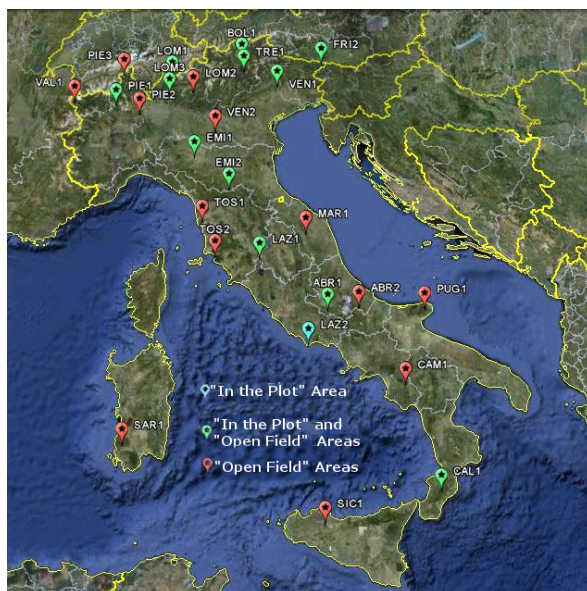 BOL1
FRI2
PIE3
LOM1
TRE1
LOM3
LOM2
VAL1
PIE1
PIE2
VEN1
VEN2
EMI1
EMI2
TOS1
MAR1
TOS2
LAZ1
ABR1
ABR2
PUG1
LAZ2
CAM1
"In the Plot" Area
"In the Plot" and
"Open Field" Areas
SAR1
"Open Field" Areas
CAL1
SIC1